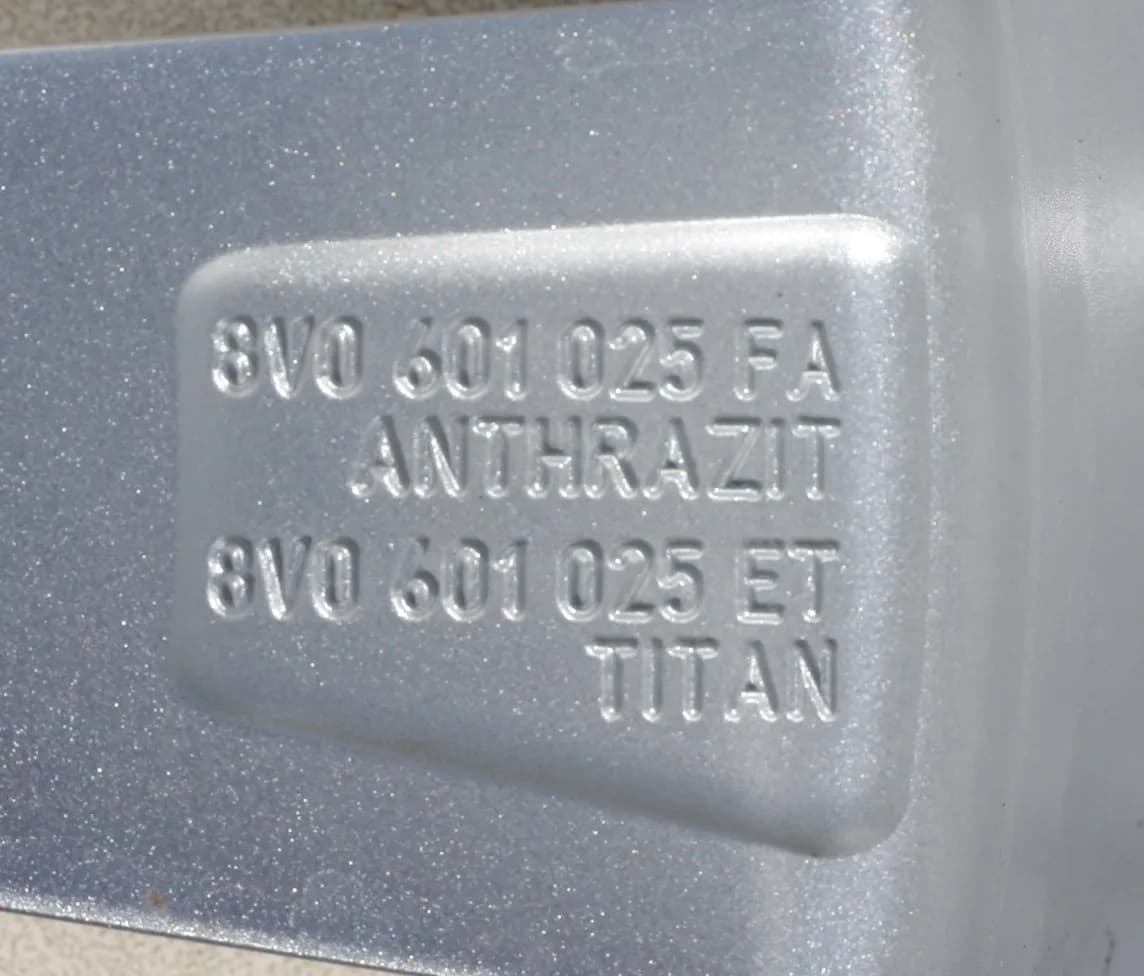 8V0 601 025 FA
ANTHRAZIT
8V0 601 025 ET
TITAN